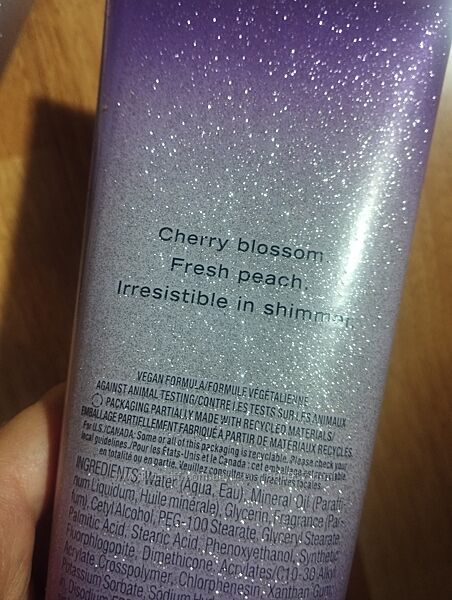 Cherry blossom.
Fresh peach.
Irresistible in shimmer.
VEGAN FORMULA/FORMULE VÉGÉTALIENNE
AGAINST ANIMAL TESTING/CONTRE LES TESTS SUR LES ANIMAUX
PACKAGING PARTIALLY MADE WITH RECYCLED MATERIALS/
EMBALLAGE PARTIELLEMENT FABRIQUÉ À PARTIR DE MATÉRIAUX RECYCLÉS.
For U.S./CANADA: Some or all of this packaging is recyclable. Please check your
local guidelines./Pour les États-Unis et le Canada : cet emballage est recyclable
en totalité ou en partie. Veuillez consulter vos directives locales.
INGREDIENTS: Water (Aqua, Eau), Mineral Oil (Paraffi-
num Liquidum, Huile minérale), Glycerin, Fragrance (Par-
fum), Cetyl Alcohol, PEG-100 Stearate, Glyceryl Stearate,
Palmitic Acid, Stearic Acid, Phenoxyethanol, Synthetic
Fluorphlogopite, Dimethicone, Acrylates/C10-30 Alkyl
Acrylate Crosspolymer, Chlorphenesin, Xanthan Gum,
Potassium Sorbate, Sodium
Disodium